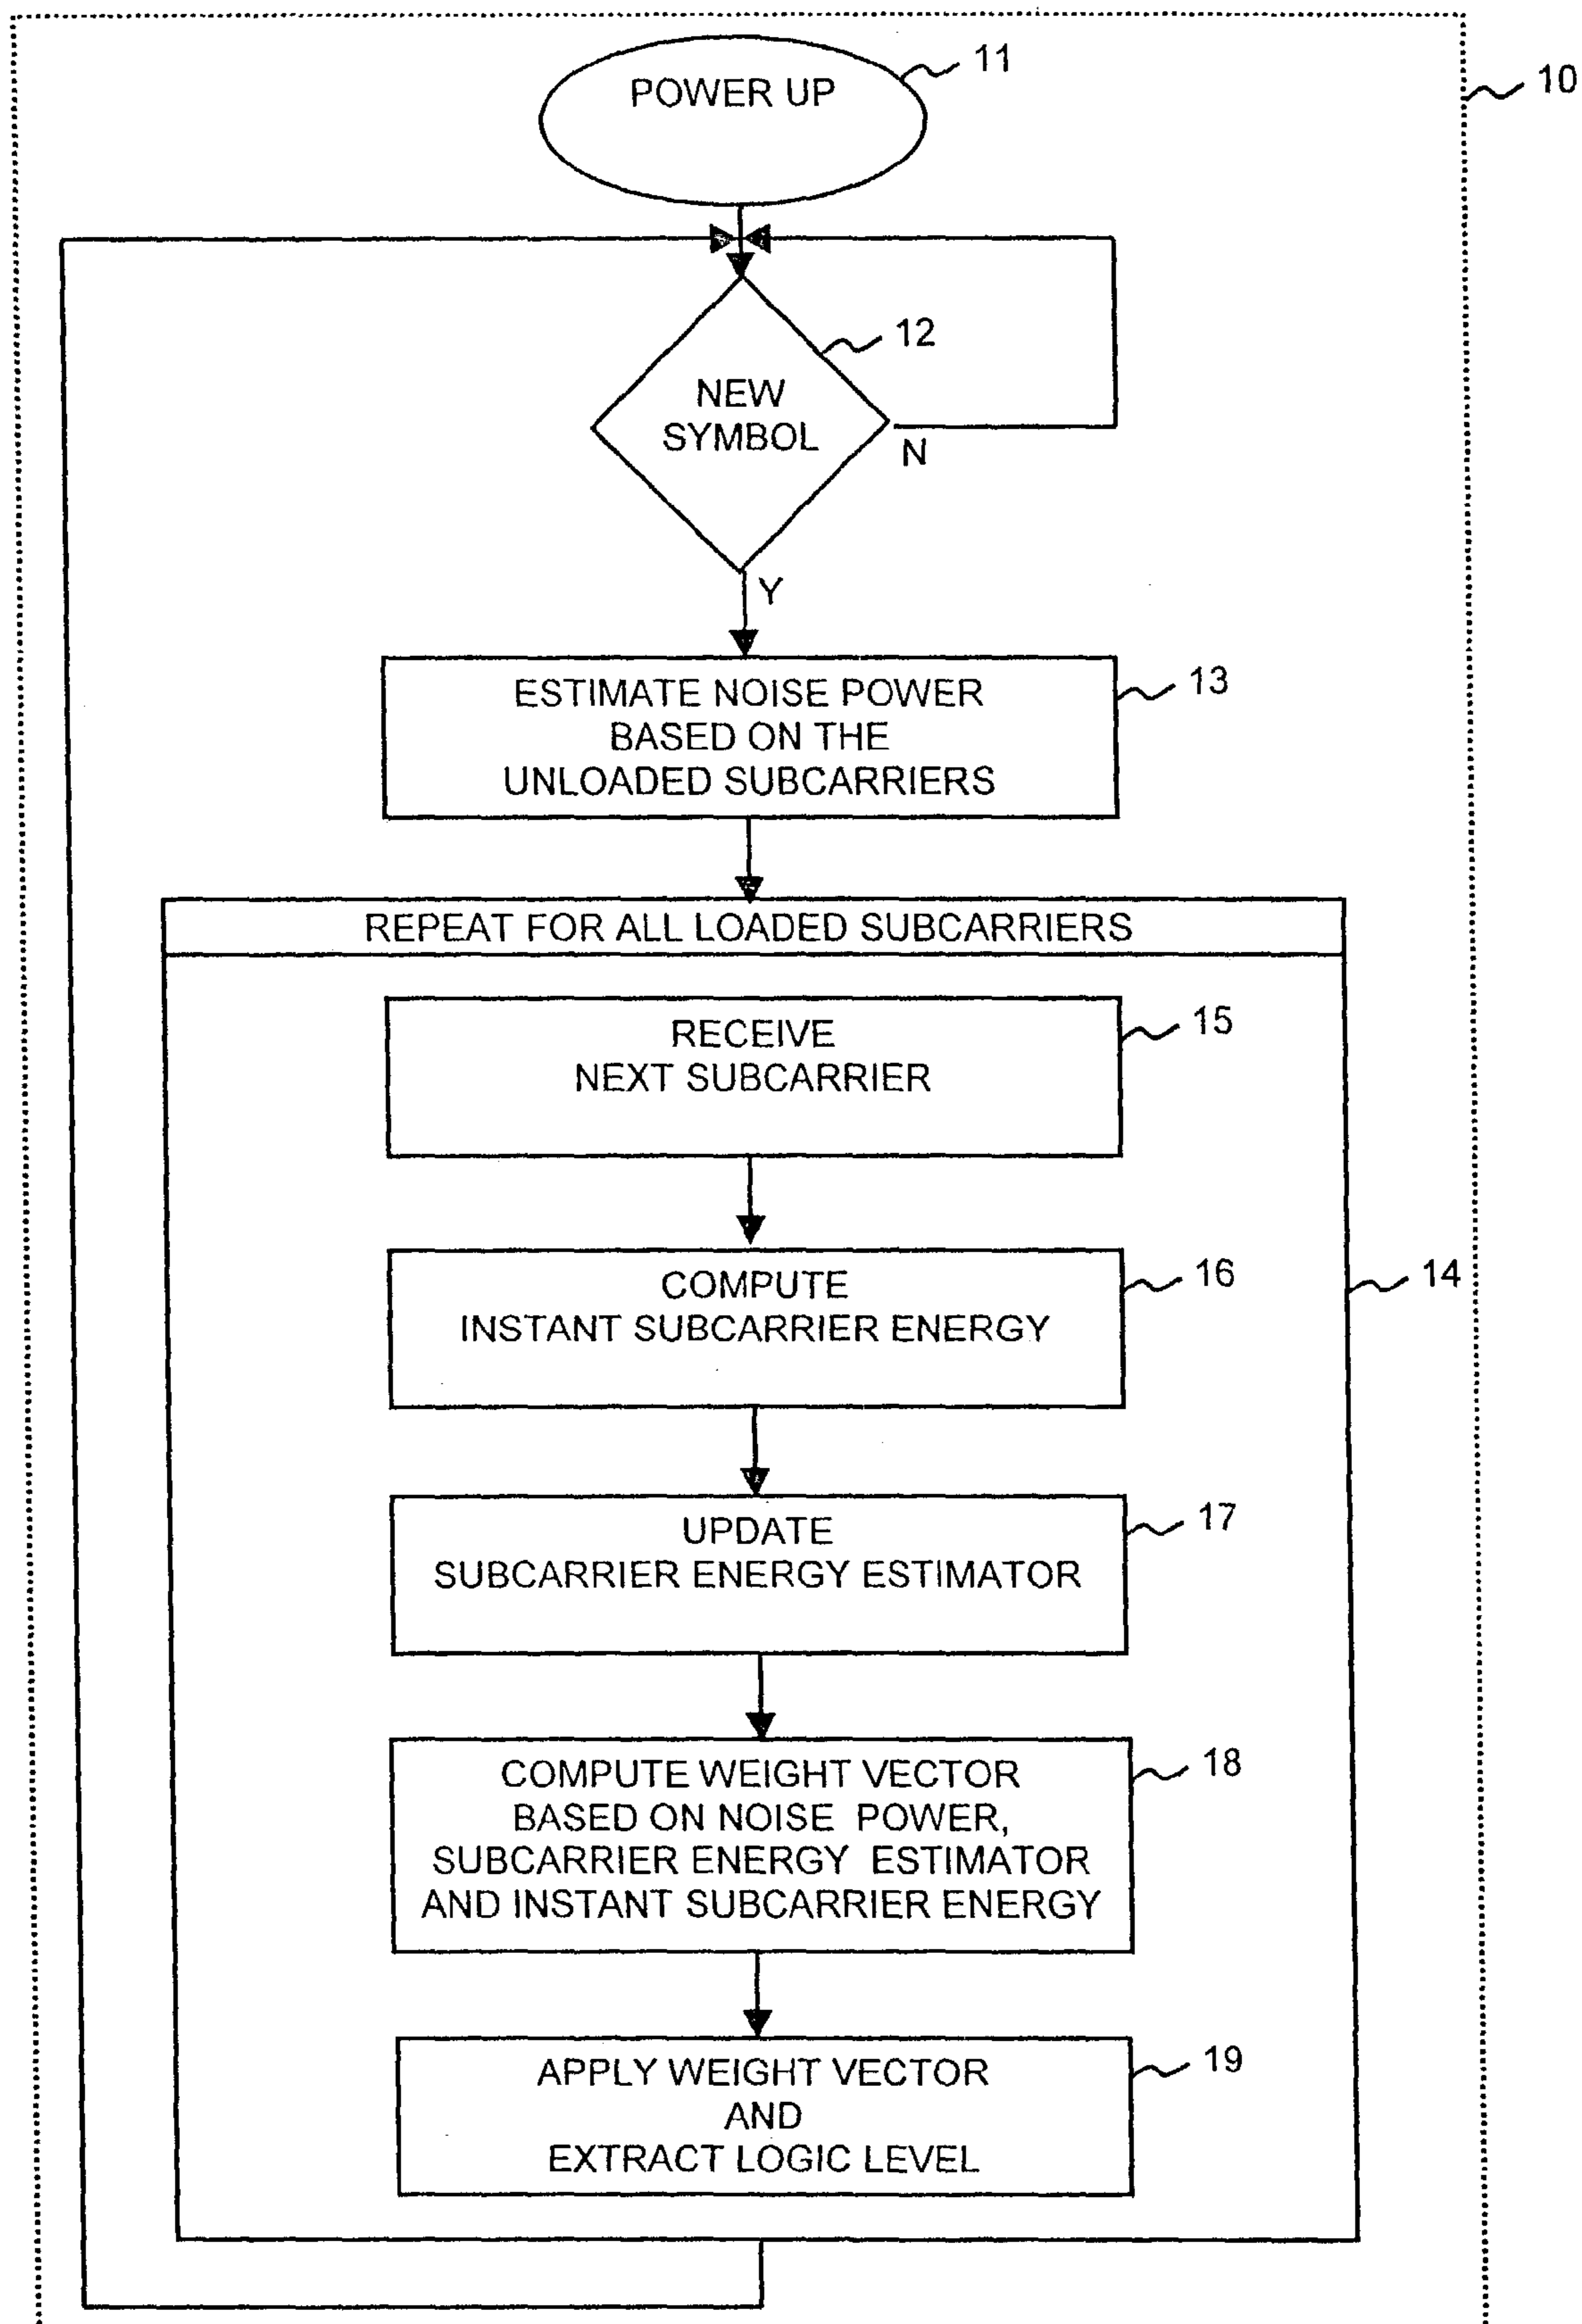 POWER UP
11
10
12
NEW
SYMBOL
N
Y
ESTIMATE NOISE POWER
BASED ON THE
UNLOADED SUBCARRIERS
13
REPEAT FOR ALL LOADED SUBCARRIERS
RECEIVE
NEXT SUBCARRIER
15
COMPUTE
INSTANT SUBCARRIER ENERGY
16
14
UPDATE
SUBCARRIER ENERGY ESTIMATOR
17
COMPUTE WEIGHT VECTOR
BASED ON NOISE POWER,
SUBCARRIER ENERGY ESTIMATOR
AND INSTANT SUBCARRIER ENERGY
18
APPLY WEIGHT VECTOR
AND
EXTRACT LOGIC LEVEL
19